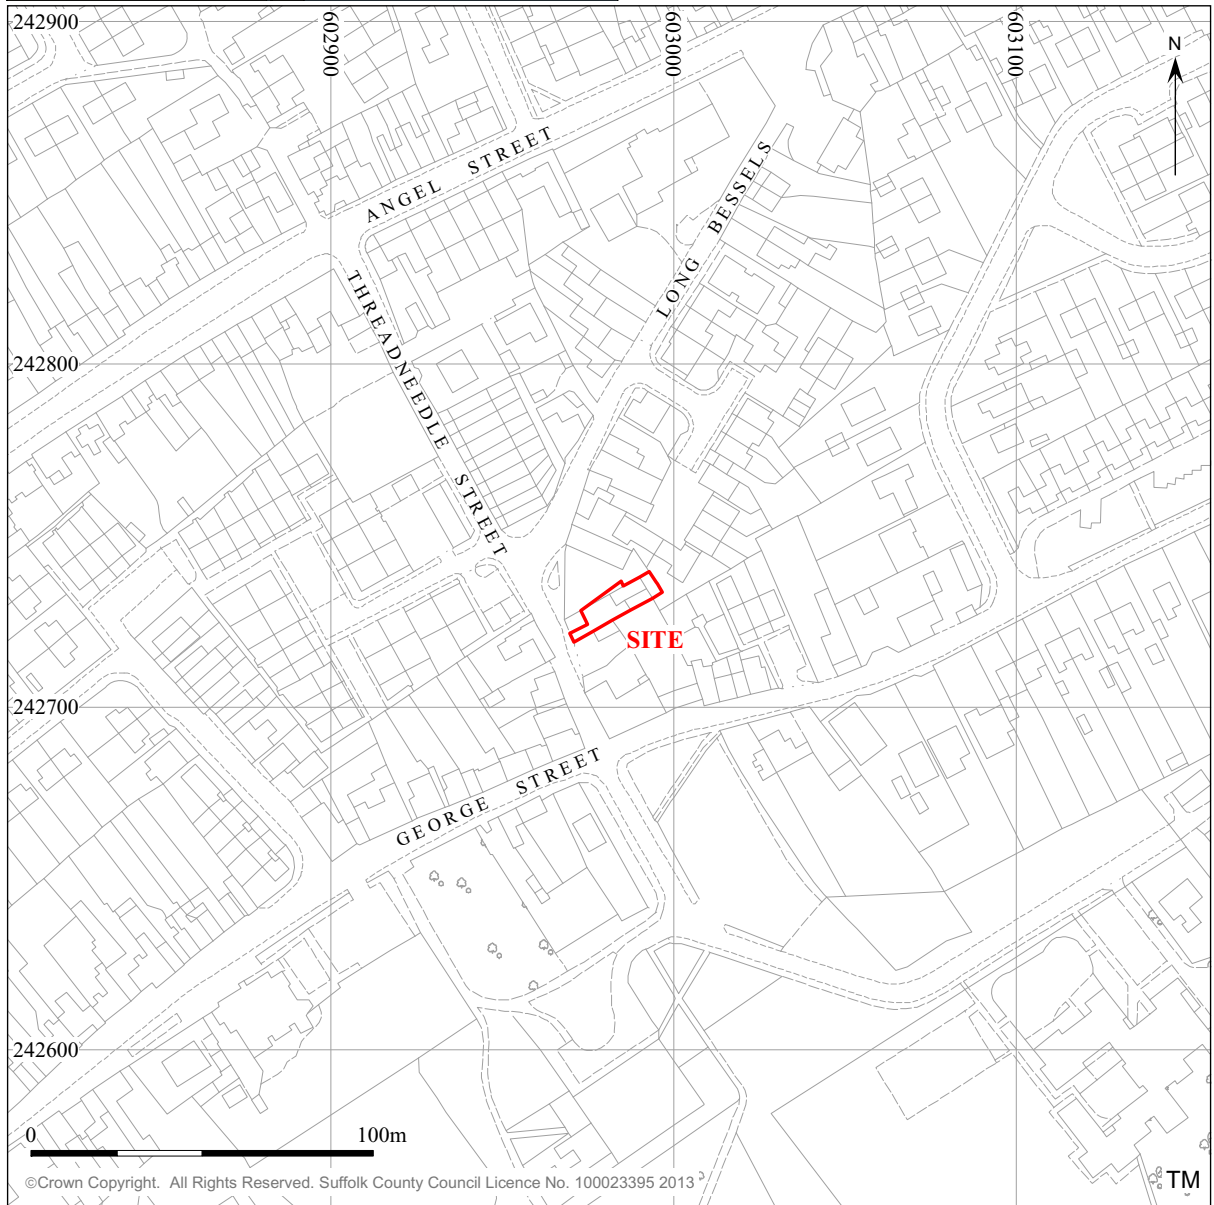 242900
602900
603000
603100
N
ANGEL STREET
LONG BESSELS
THREADNEEDLE STREET
242800
SITE
242700
GEORGE STREET
242600
0 100m
©Crown Copyright. All Rights Reserved. Suffolk County Council Licence No. 100023395 2013
TM